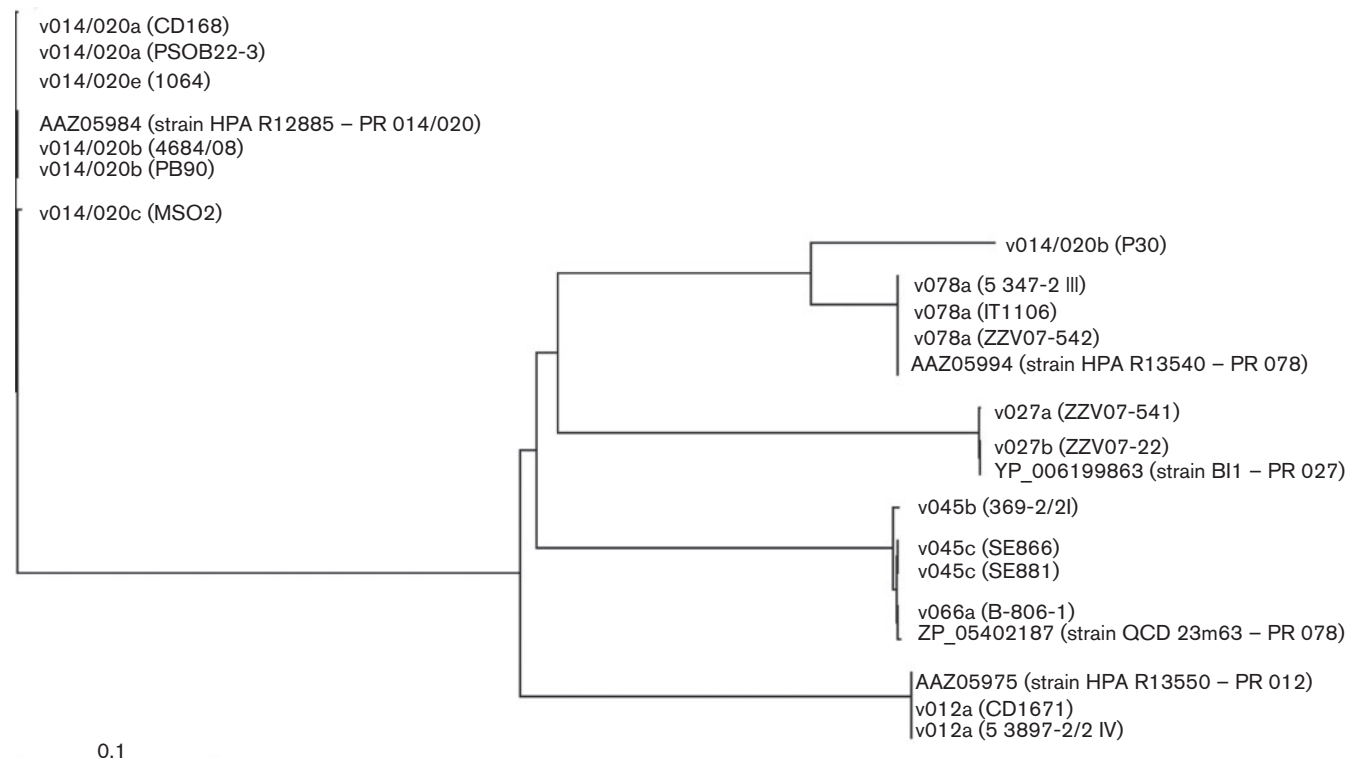 v014/020a (CD168)
v014/020a (PSOB22-3)
v014/020e (1064)
AAZ05984 (strain HPA R12885 – PR 014/020)
v014/020b (4684/08)
v014/020b (PB90)
v014/020c (MSO2)
v014/020b (P30)
v078a (5 347-2 III)
v078a (IT1106)
v078a (ZZV07-542)
AAZ05994 (strain HPA R13540 – PR 078)
v027a (ZZV07-541)
v027b (ZZV07-22)
YP_006199863 (strain BI1 – PR 027)
v045b (369-2/2I)
v045c (SE866)
v045c (SE881)
v066a (B-806-1)
ZP_05402187 (strain QCD 23m63 – PR 078)
AAZ05975 (strain HPA R13550 – PR 012)
v012a (CD1671)
v012a (5 3897-2/2 IV)
0.1